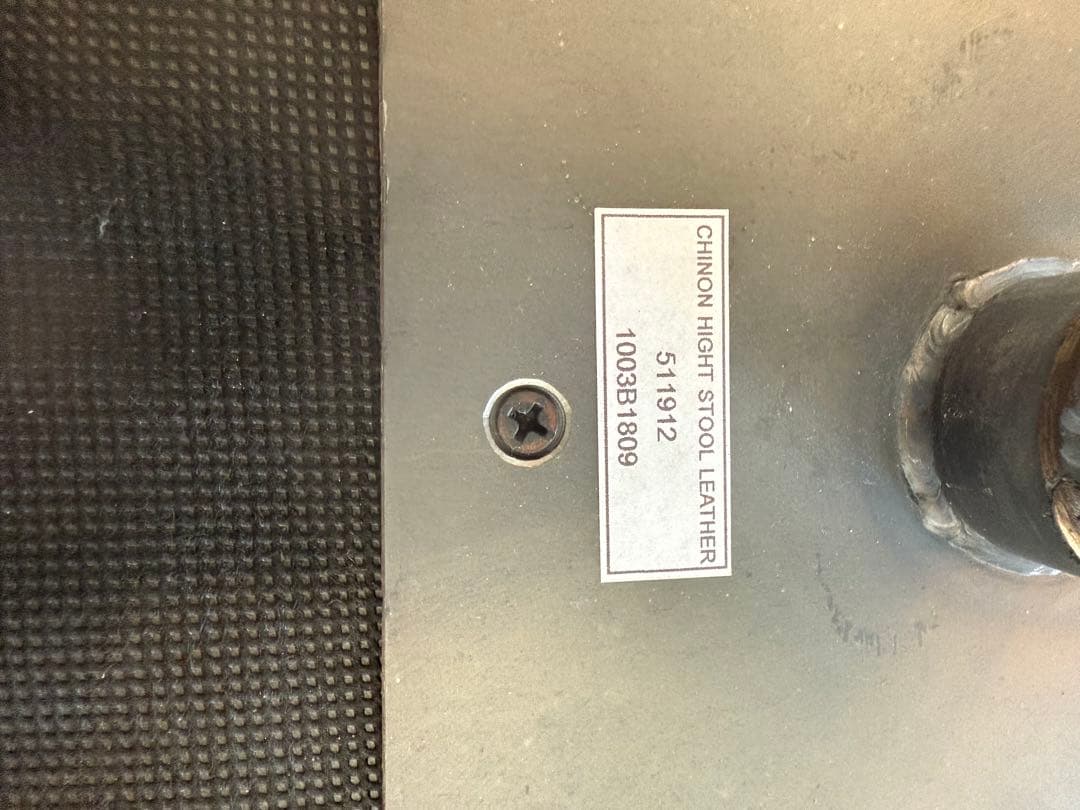 CHINON HIGHT STOOL LEATHER
511912
1003B1809